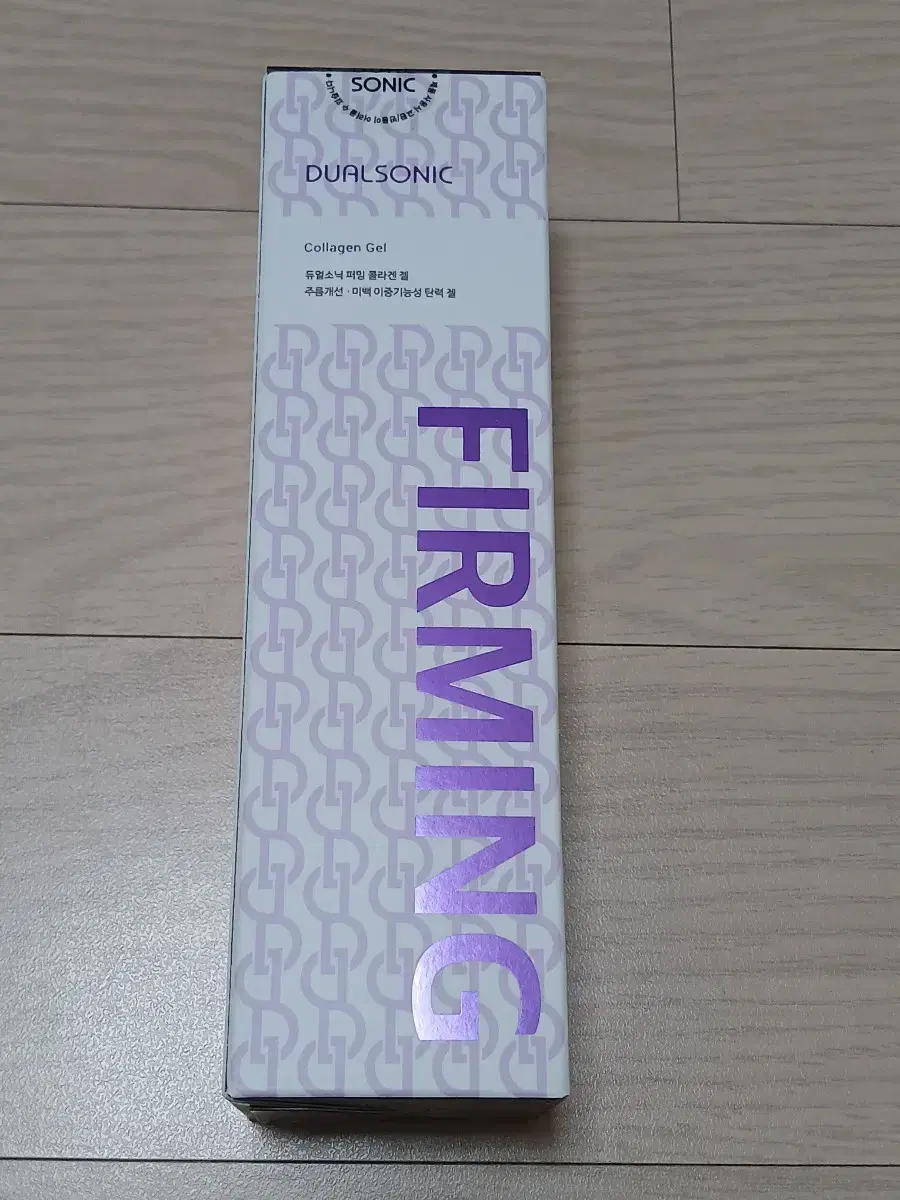 SONIC
DUALSONIC
Collagen Gel
듀얼소닉 퍼밍 콜라겐 젤
주름개선 · 미백 이중기능성 탄력 젤
FIRMING